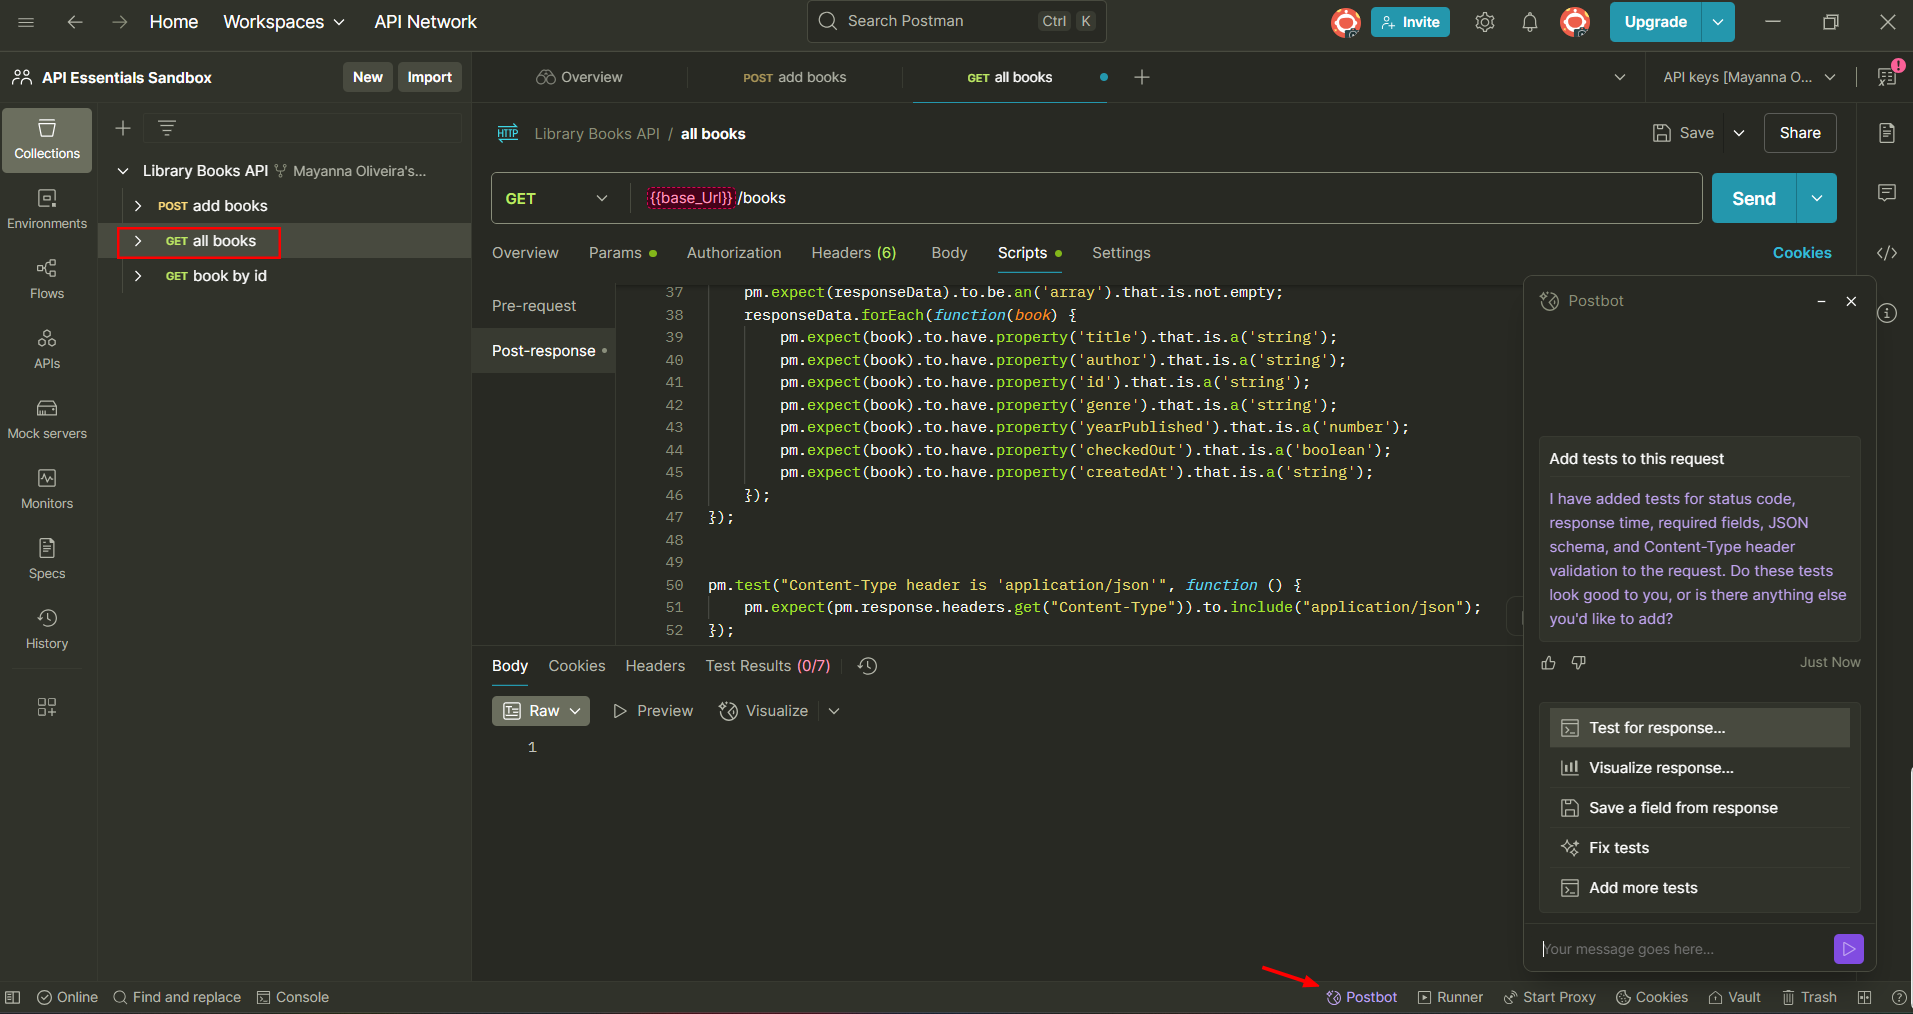 Home Workspaces API Network
Search Postman Ctrl K
Invite
Upgrade
API Essentials Sandbox New Import
Overview
POST add books
GET all books
API keys [Mayanna O...
!
Collections
Environments
Flows
APIs
Mock servers
Monitors
Specs
History
Library Books API Mayanna Oliveira's...
POST add books
GET all books
GET book by id
HTTP Library Books API / all books
Save Share
GET {{base_Url}}/books
Send
Overview Params Authorization Headers (6) Body Scripts Settings Cookies
Pre-request
Post-response
37 pm.expect(responseData).to.be.an('array').that.is.not.empty;
38 responseData.forEach(function(book) {
39 pm.expect(book).to.have.property('title').that.is.a('string');
40 pm.expect(book).to.have.property('author').that.is.a('string');
41 pm.expect(book).to.have.property('id').that.is.a('string');
42 pm.expect(book).to.have.property('genre').that.is.a('string');
43 pm.expect(book).to.have.property('yearPublished').that.is.a('number');
44 pm.expect(book).to.have.property('checkedOut').that.is.a('boolean');
45 pm.expect(book).to.have.property('createdAt').that.is.a('string');
46 });
47 });
48
49
50 pm.test("Content-Type header is 'application/json'", function () {
51 pm.expect(pm.response.headers.get("Content-Type")).to.include("application/json");
52 });
Body Cookies Headers Test Results (0/7)
Raw Preview Visualize
1
Postbot
Add tests to this request
I have added tests for status code,
response time, required fields, JSON
schema, and Content-Type header
validation to the request. Do these tests
look good to you, or is there anything else
you'd like to add?
Just Now
Test for response...
Visualize response...
Save a field from response
Fix tests
Add more tests
Your message goes here...
Online Find and replace Console
Postbot Runner Start Proxy Cookies Vault Trash